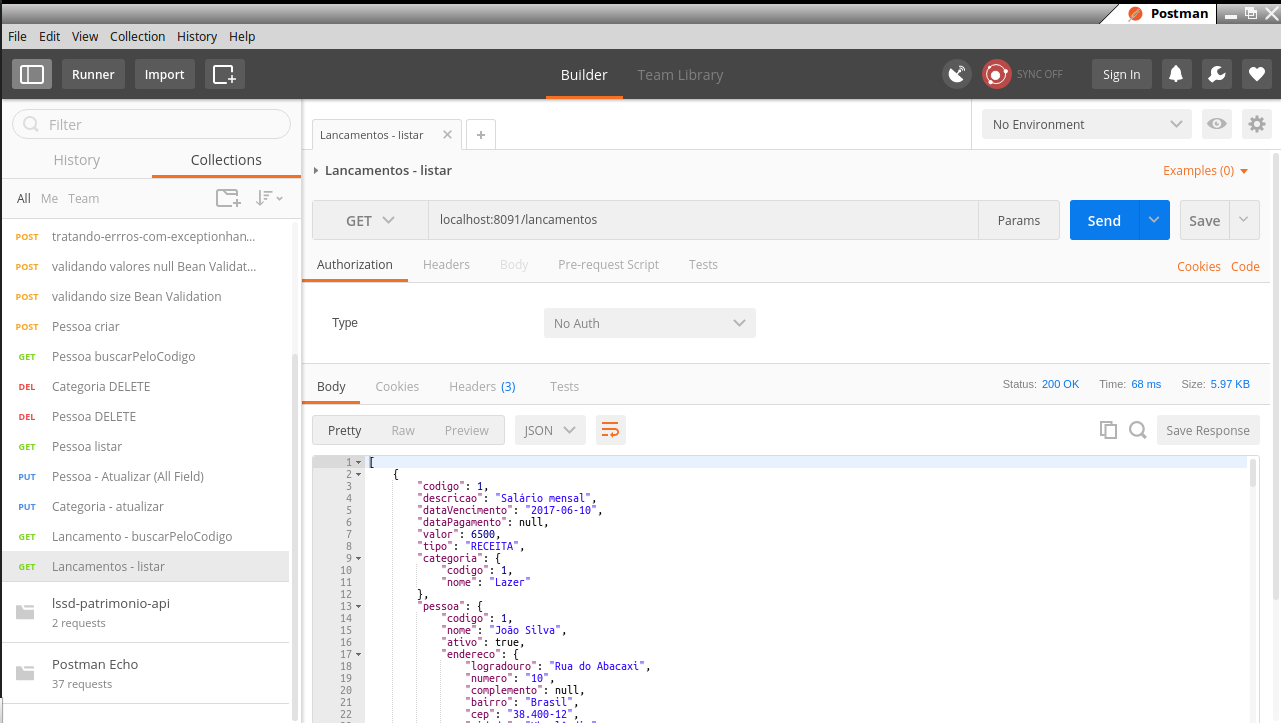 Postman
File Edit View Collection History Help
Runner Import Builder Team Library SYNC OFF Sign In
Filter
History Collections
All Me Team
POST tratando-errros-com-exceptionhan...
POST validando valores null Bean Validat...
POST validando size Bean Validation
POST Pessoa criar
GET Pessoa buscarPeloCodigo
DEL Categoria DELETE
DEL Pessoa DELETE
GET Pessoa listar
PUT Pessoa - Atualizar (All Field)
PUT Categoria - atualizar
GET Lancamento - buscarPeloCodigo
GET Lancamentos - listar
lssd-patrimonio-api
2 requests
Postman Echo
37 requests
Lancamentos - listar
No Environment
Lancamentos - listar Examples (0)
GET localhost:8091/lancamentos Params Send Save
Authorization Headers Body Pre-request Script Tests Cookies Code
Type No Auth
Body Cookies Headers (3) Tests Status: 200 OK Time: 68 ms Size: 5.97 KB
Pretty Raw Preview JSON Save Response
1 [
2 {
3 "codigo": 1,
4 "descricao": "Salário mensal",
5 "dataVencimento": "2017-06-10",
6 "dataPagamento": null,
7 "valor": 6500,
8 "tipo": "RECEITA",
9 "categoria": {
10 "codigo": 1,
11 "nome": "Lazer"
12 },
13 "pessoa": {
14 "codigo": 1,
15 "nome": "João Silva",
16 "ativo": true,
17 "endereco": {
18 "logradouro": "Rua do Abacaxi",
19 "numero": "10",
20 "complemento": null,
21 "bairro": "Brasil",
22 "cep": "38.400-12",